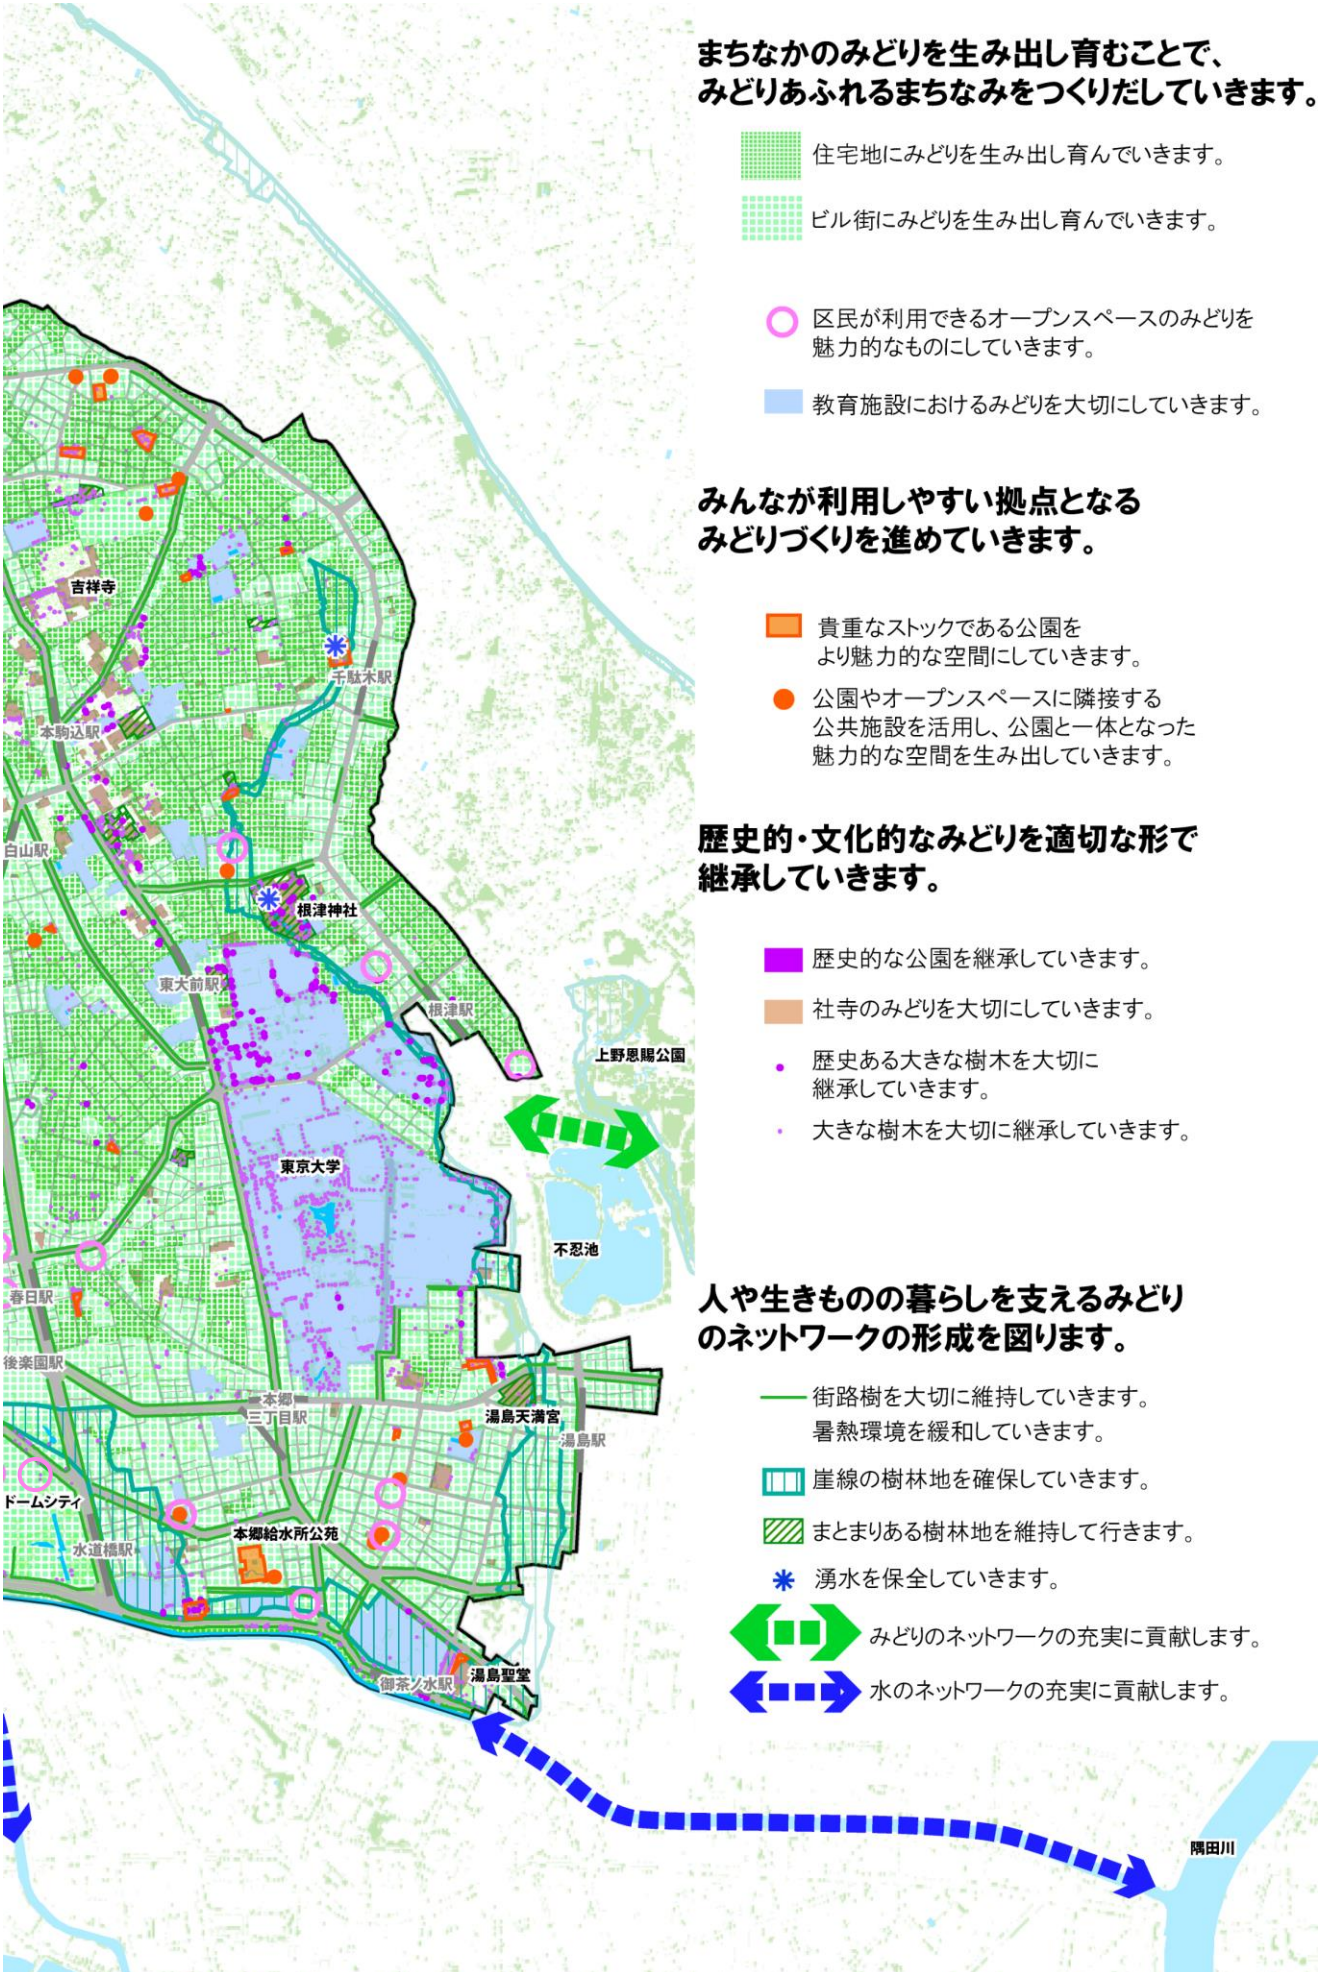 まちなかのみどりを生み出し育むことで、
みどりあふれるまちなみをつくりだしていきます。
住宅地にみどりを生み出し育んでいきます。
ビル街にみどりを生み出し育んでいきます。
区民が利用できるオープンスペースのみどりを
魅力的なものにしていきます。
教育施設におけるみどりを大切にしていきます。
みんなが利用しやすい拠点となる
みどりづくりを進めていきます。
貴重なストックである公園を
より魅力的な空間にしていきます。
公園やオープンスペースに隣接する
公共施設を活用し、公園と一体となった
魅力的な空間を生み出していきます。
歴史的・文化的なみどりを適切な形で
継承していきます。
歴史的な公園を継承していきます。
社寺のみどりを大切にしていきます。
歴史ある大きな樹木を大切に
継承していきます。
大きな樹木を大切に継承していきます。
人や生きものの暮らしを支えるみどり
のネットワークの形成を図ります。
街路樹を大切に維持していきます。
暑熱環境を緩和していきます。
崖線の樹林地を確保していきます。
まとまりある樹林地を維持して行きます。
湧水を保全していきます。
みどりのネットワークの充実に貢献します。
水のネットワークの充実に貢献します。
吉祥寺
千駄木駅
本駒込駅
白山駅
根津神社
東大前駅
根津駅
上野恩賜公園
東京大学
不忍池
春日駅
後楽園駅
本郷
三丁目駅
湯島天満宮
湯島駅
ドームシティ
本郷給水所公苑
水道橋駅
御茶ノ水駅
湯島聖堂
隅田川